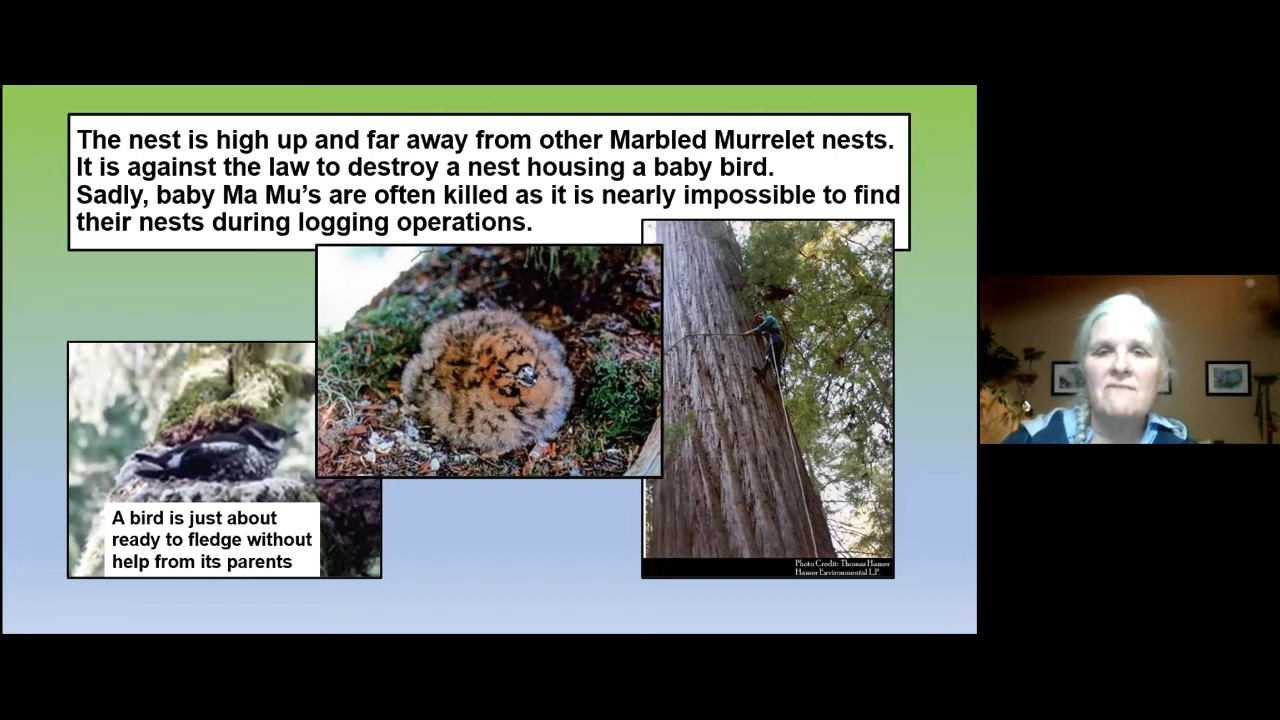 The nest is high up and far away from other Marbled Murrelet nests.
It is against the law to destroy a nest housing a baby bird.
Sadly, baby Ma Mu’s are often killed as it is nearly impossible to find
their nests during logging operations.
A bird is just about
ready to fledge without
help from its parents
Photo Credit: Thomas Hamer
Hamer Environmental L.P.